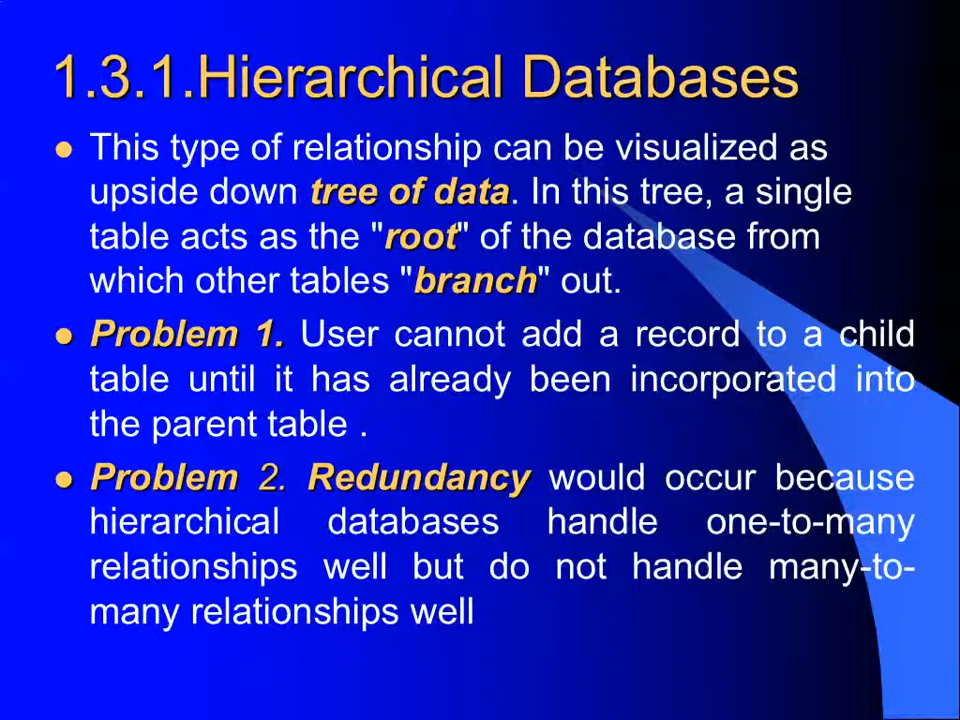 1.3.1.Hierarchical Databases
This type of relationship can be visualized as
upside down tree of data. In this tree, a single
table acts as the "root" of the database from
which other tables "branch" out.
Problem 1. User cannot add a record to a child
table until it has already been incorporated into
the parent table .
Problem 2. Redundancy would occur because
hierarchical databases handle one-to-many
relationships well but do not handle many-to-
many relationships well